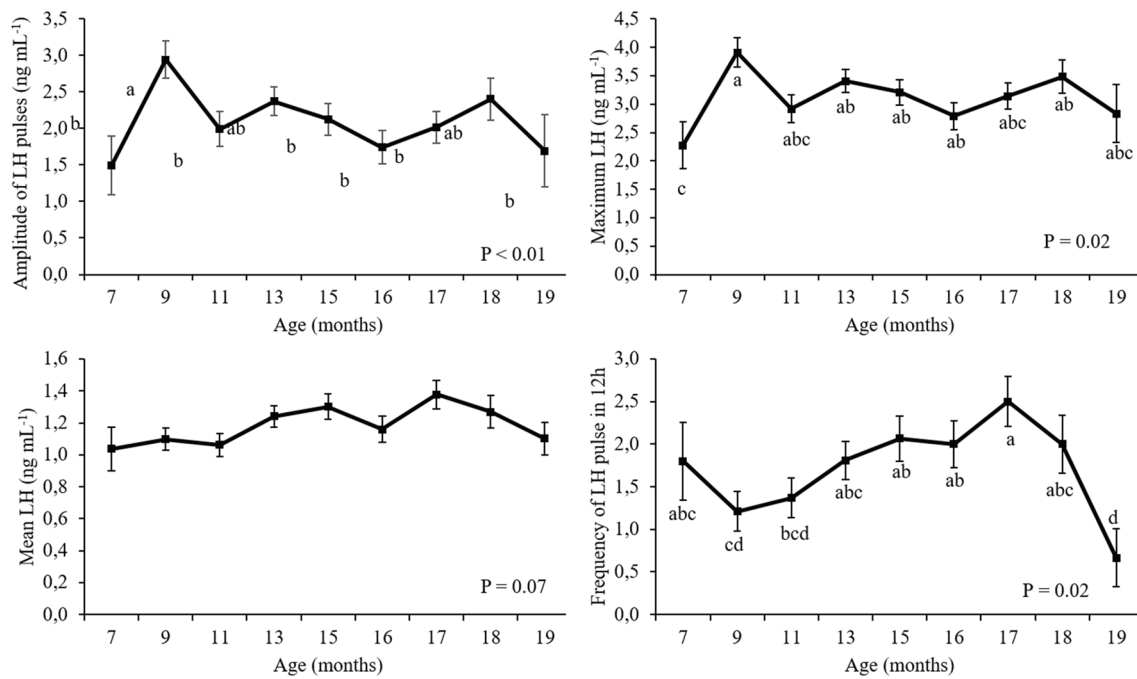 Amplitude of LH pulses (ng mL-1)
3,5
3,0
2,5
2,0
1,5
1,0
0,5
0,0
b
a
b
ab
b
b
b
ab
b
P < 0.01
7 9 11 13 15 16 17 18 19
Age (months)
Maximum LH (ng mL-1)
4,5
4,0
3,5
3,0
2,5
2,0
1,5
1,0
0,5
0,0
c
a
abc
ab
ab
ab
abc
ab
abc
P = 0.02
7 9 11 13 15 16 17 18 19
Age (months)
Mean LH (ng mL-1)
1,6
1,4
1,2
1,0
0,8
0,6
0,4
0,2
0,0
P = 0.07
7 9 11 13 15 16 17 18 19
Age (months)
Frequency of LH pulse in 12h
3,0
2,5
2,0
1,5
1,0
0,5
0,0
abc
cd
bcd
abc
ab
ab
a
abc
d
P = 0.02
7 9 11 13 15 16 17 18 19
Age (months)